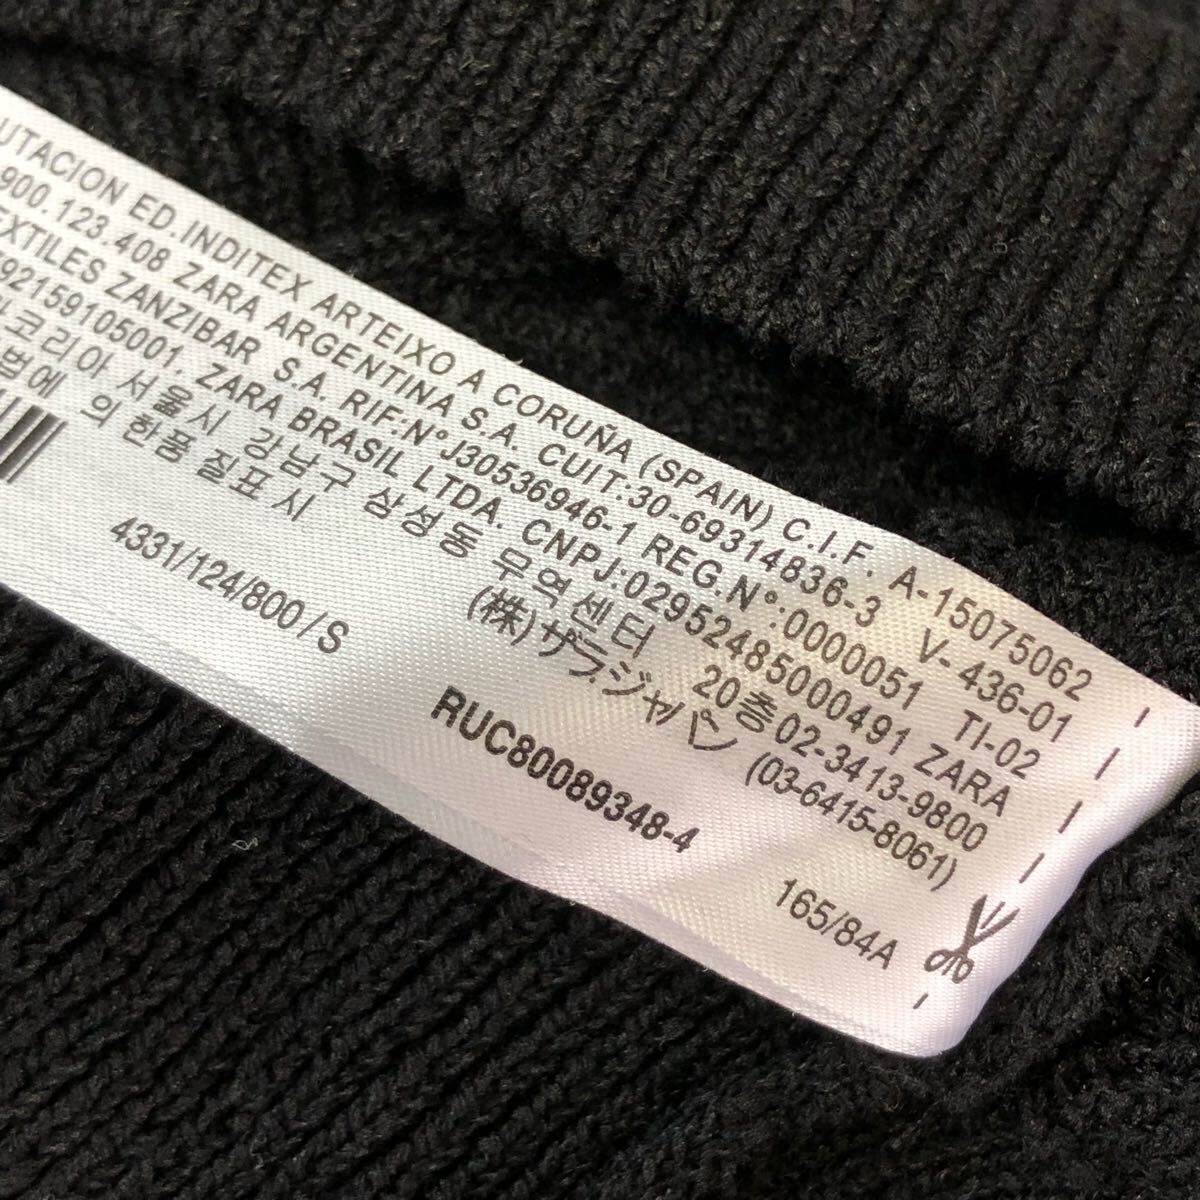 UTACION ED.INDITEX ARTEIXO A CORUÑA (SPAIN) C.I.F. A-15075062
900.123.408 ZARA ARGENTINA S.A. CUIT:30-69314836-3 V-436-01
EXTILES ZANZIBAR S.A. RIF:N°J30536946-1 REG.N°:0000051 TI-02
92159105001, ZARA BRASIL LTDA. CNPJ:02952485000491 ZARA
코리아 서울시 강남구 삼성동 무역센터 20층 02-3413-9800
법에 의한품 질표시 (株)ザラジャパン (03-6415-8061)
4331/124/800/S
RUC80089348-4
165/84A